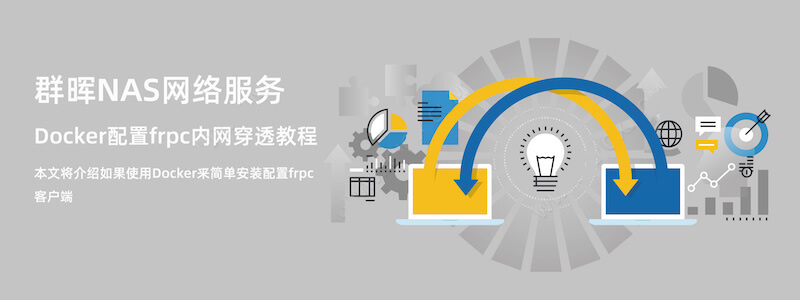 群晖NAS网络服务
Docker配置frpc内网穿透教程
本文将介绍如果使用Docker来简单安装配置frpc
客户端